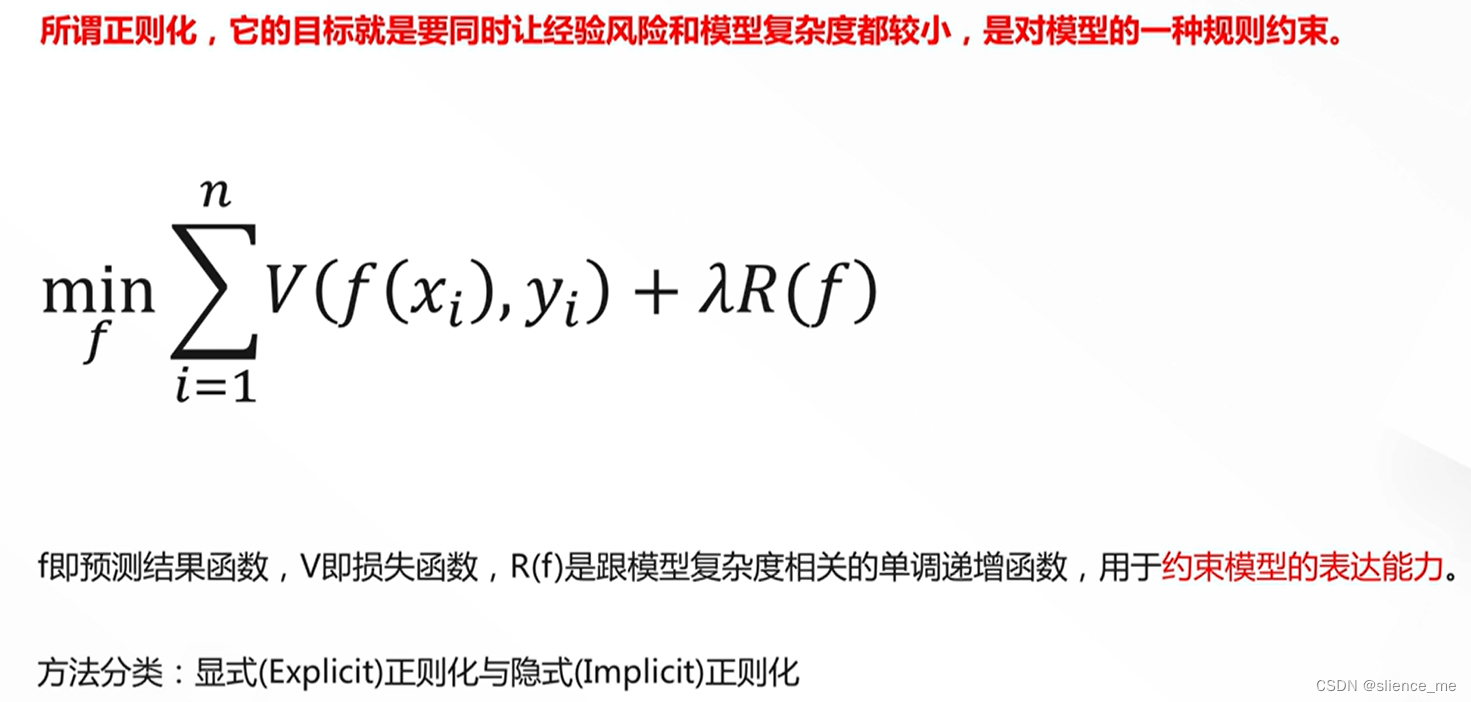 所谓正则化，它的目标就是要同时让经验风险和模型复杂度都较小，是对模型的一种规则约束。
n
min ∑ V(f(xᵢ), yᵢ) + λR(f)
f
i=1
f即预测结果函数，V即损失函数，R(f)是跟模型复杂度相关的单调递增函数，用于约束模型的表达能力。
方法分类：显式(Explicit)正则化与隐式(Implicit)正则化
CSDN @slience_me